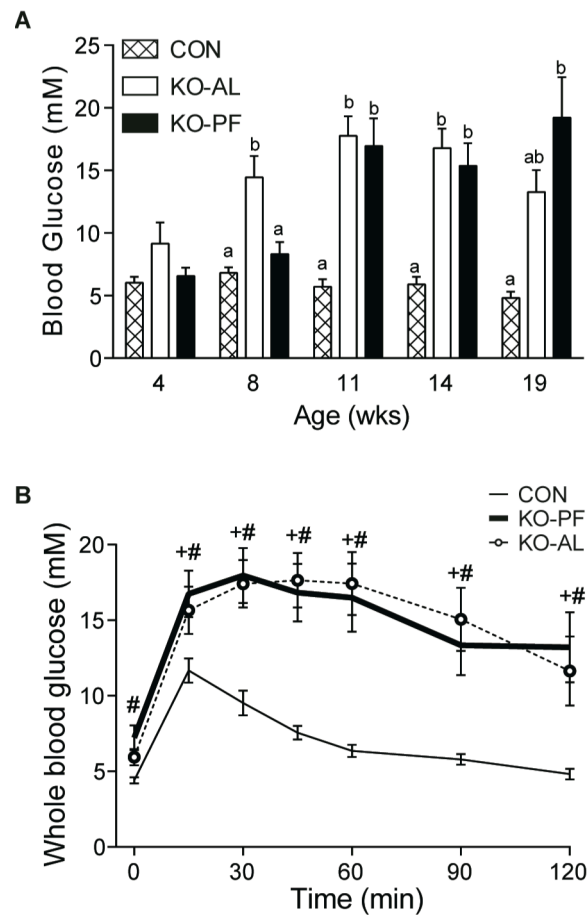 A
CON
KO-AL
KO-PF
Blood Glucose (mM)
25
20
15
10
5
0
b
a
a
b
b
a
b
b
a
ab
b
a
4 8 11 14 19
Age (wks)
B
CON
KO-PF
KO-AL
Whole blood glucose (mM)
20
15
10
5
0
+# +# +# +# +# +#
#
0 30 60 90 120
Time (min)